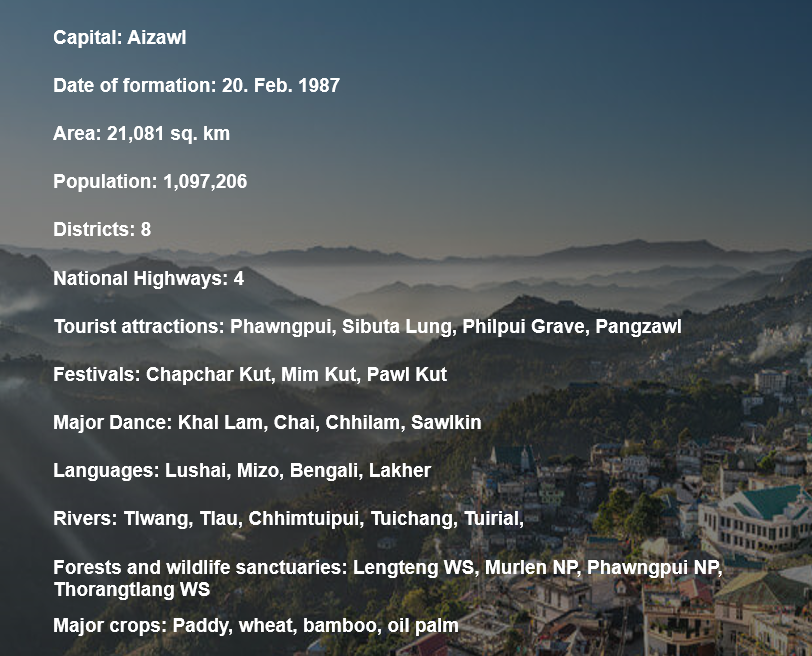 Capital: Aizawl
Date of formation: 20. Feb. 1987
Area: 21,081 sq. km
Population: 1,097,206
Districts: 8
National Highways: 4
Tourist attractions: Phawngpui, Sibuta Lung, Philpui Grave, Pangzawl
Festivals: Chapchar Kut, Mim Kut, Pawl Kut
Major Dance: Khal Lam, Chai, Chhilam, Sawlkin
Languages: Lushai, Mizo, Bengali, Lakher
Rivers: Tlwang, Tlau, Chhimtuipui, Tuichang, Tuirial,
Forests and wildlife sanctuaries: Lengteng WS, Murlen NP, Phawngpui NP,
Thorangtlang WS
Major crops: Paddy, wheat, bamboo, oil palm